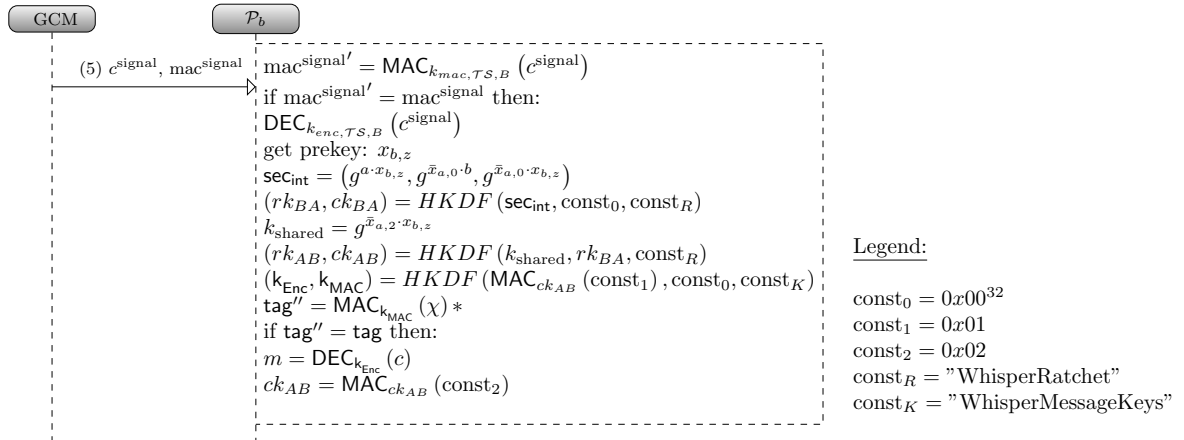 GCM
𝒫_b
(5) c^signal, mac^signal
mac^signal′ = MAC_{k_{mac,𝒯𝒮,B}} (c^signal)
if mac^signal′ = mac^signal then:
DEC_{k_{enc,𝒯𝒮,B}} (c^signal)
get prekey: x_{b,z}
sec_int = (g^{a·x_{b,z}}, g^{x̄_{a,0}·b}, g^{x̄_{a,0}·x_{b,z}})
(rk_{BA}, ck_{BA}) = HKDF (sec_int, const_0, const_R)
k_shared = g^{x̄_{a,2}·x_{b,z}}
(rk_{AB}, ck_{AB}) = HKDF (k_shared, rk_{BA}, const_R)
(k_Enc, k_MAC) = HKDF (MAC_{ck_{AB}} (const_1) , const_0, const_K)
tag″ = MAC_{k_MAC} (χ) ∗
if tag″ = tag then:
m = DEC_{k_Enc} (c)
ck_{AB} = MAC_{ck_{AB}} (const_2)
Legend:
const_0 = 0x00^32
const_1 = 0x01
const_2 = 0x02
const_R = ”WhisperRatchet”
const_K = ”WhisperMessageKeys”